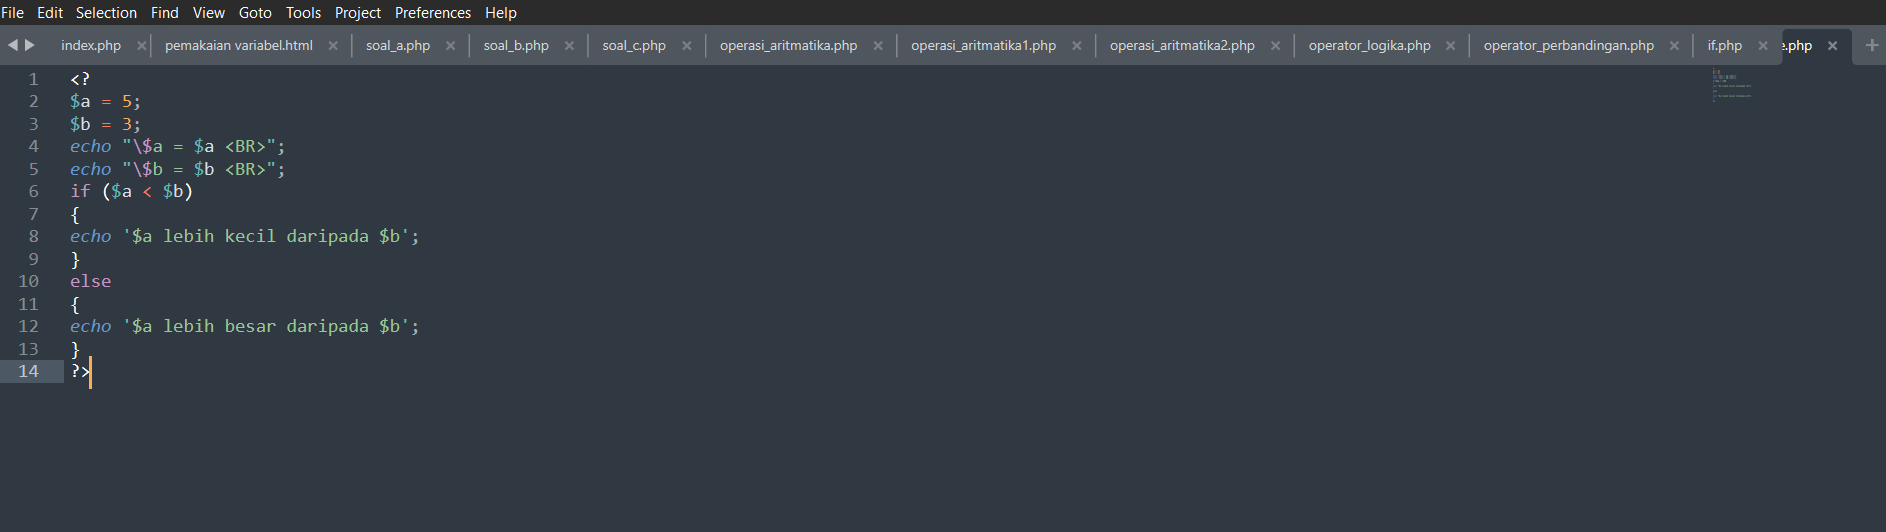 File Edit Selection Find View Goto Tools Project Preferences Help
index.php pemakaian variabel.html soal_a.php soal_b.php soal_c.php operasi_aritmatika.php operasi_aritmatika1.php operasi_aritmatika2.php operator_logika.php operator_perbandingan.php if.php e.php
1 <?
2 $a = 5;
3 $b = 3;
4 echo "\$a = $a <BR>";
5 echo "\$b = $b <BR>";
6 if ($a < $b)
7 {
8 echo '$a lebih kecil daripada $b';
9 }
10 else
11 {
12 echo '$a lebih besar daripada $b';
13 }
14 ?>